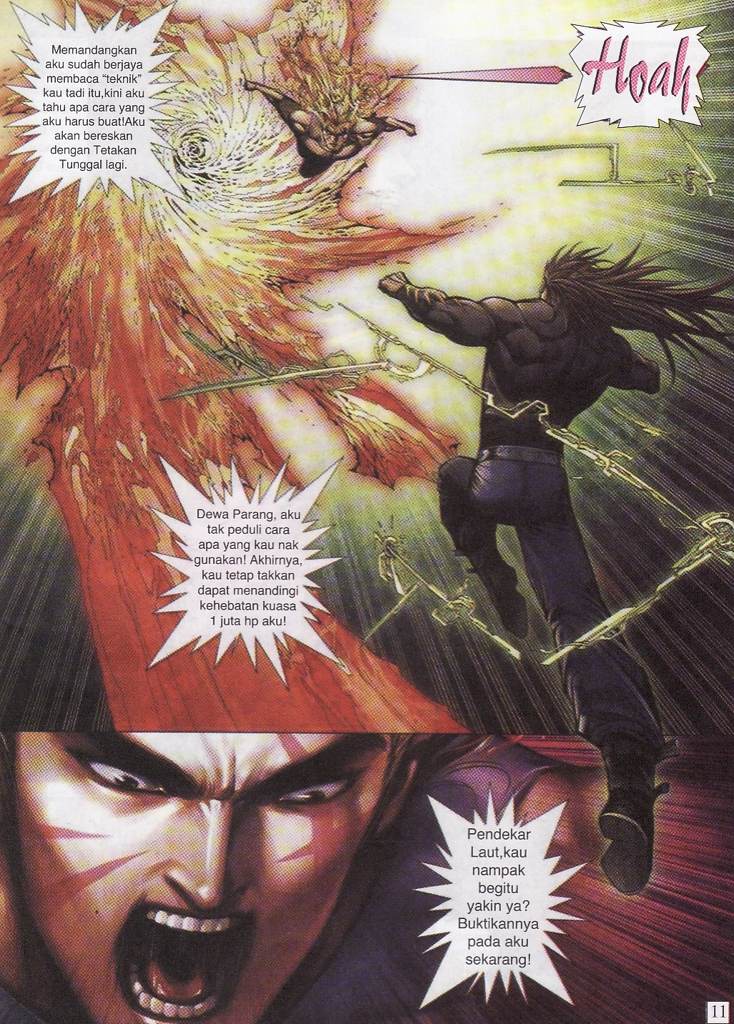 Memandangkan
aku sudah berjaya
membaca "teknik"
kau tadi itu,kini aku
tahu apa cara yang
aku harus buat!Aku
akan bereskan
dengan Tetakan
Tunggal lagi.
Hoah
Dewa Parang, aku
tak peduli cara
apa yang kau nak
gunakan! Akhirnya,
kau tetap takkan
dapat menandingi
kehebatan kuasa
1 juta hp aku!
Pendekar
Laut,kau
nampak
begitu
yakin ya?
Buktikannya
pada aku
sekarang!
11